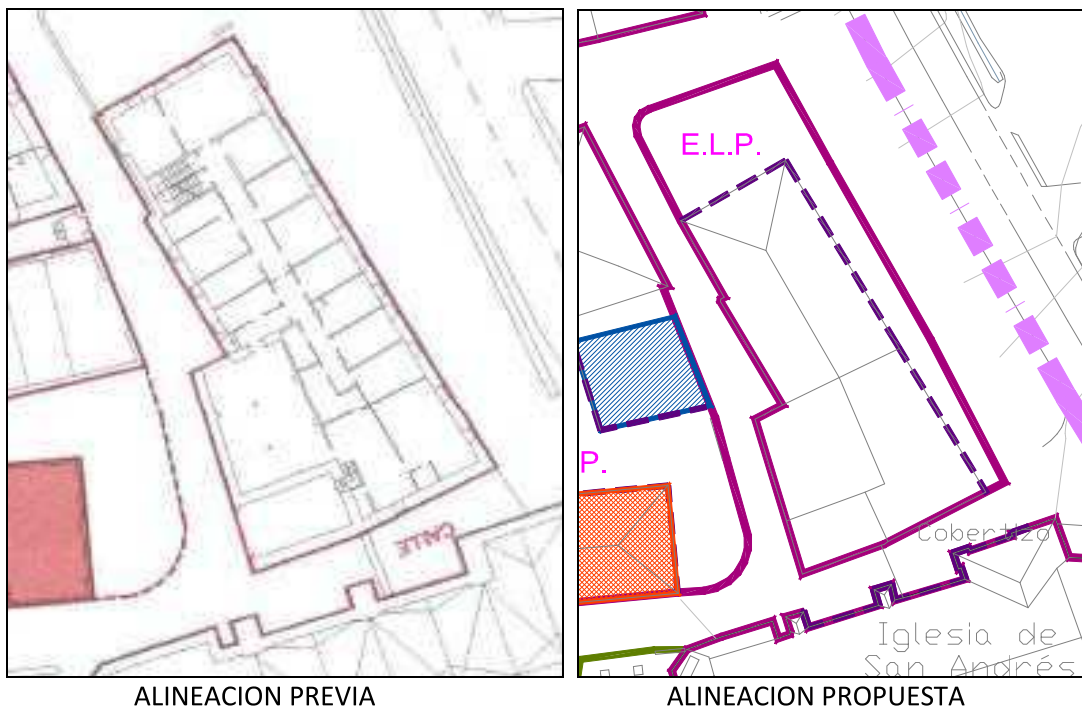 CALLE
ALINEACION PREVIA
E.L.P.
P.
Cobertizo
Iglesia de
San Andrés
ALINEACION PROPUESTA